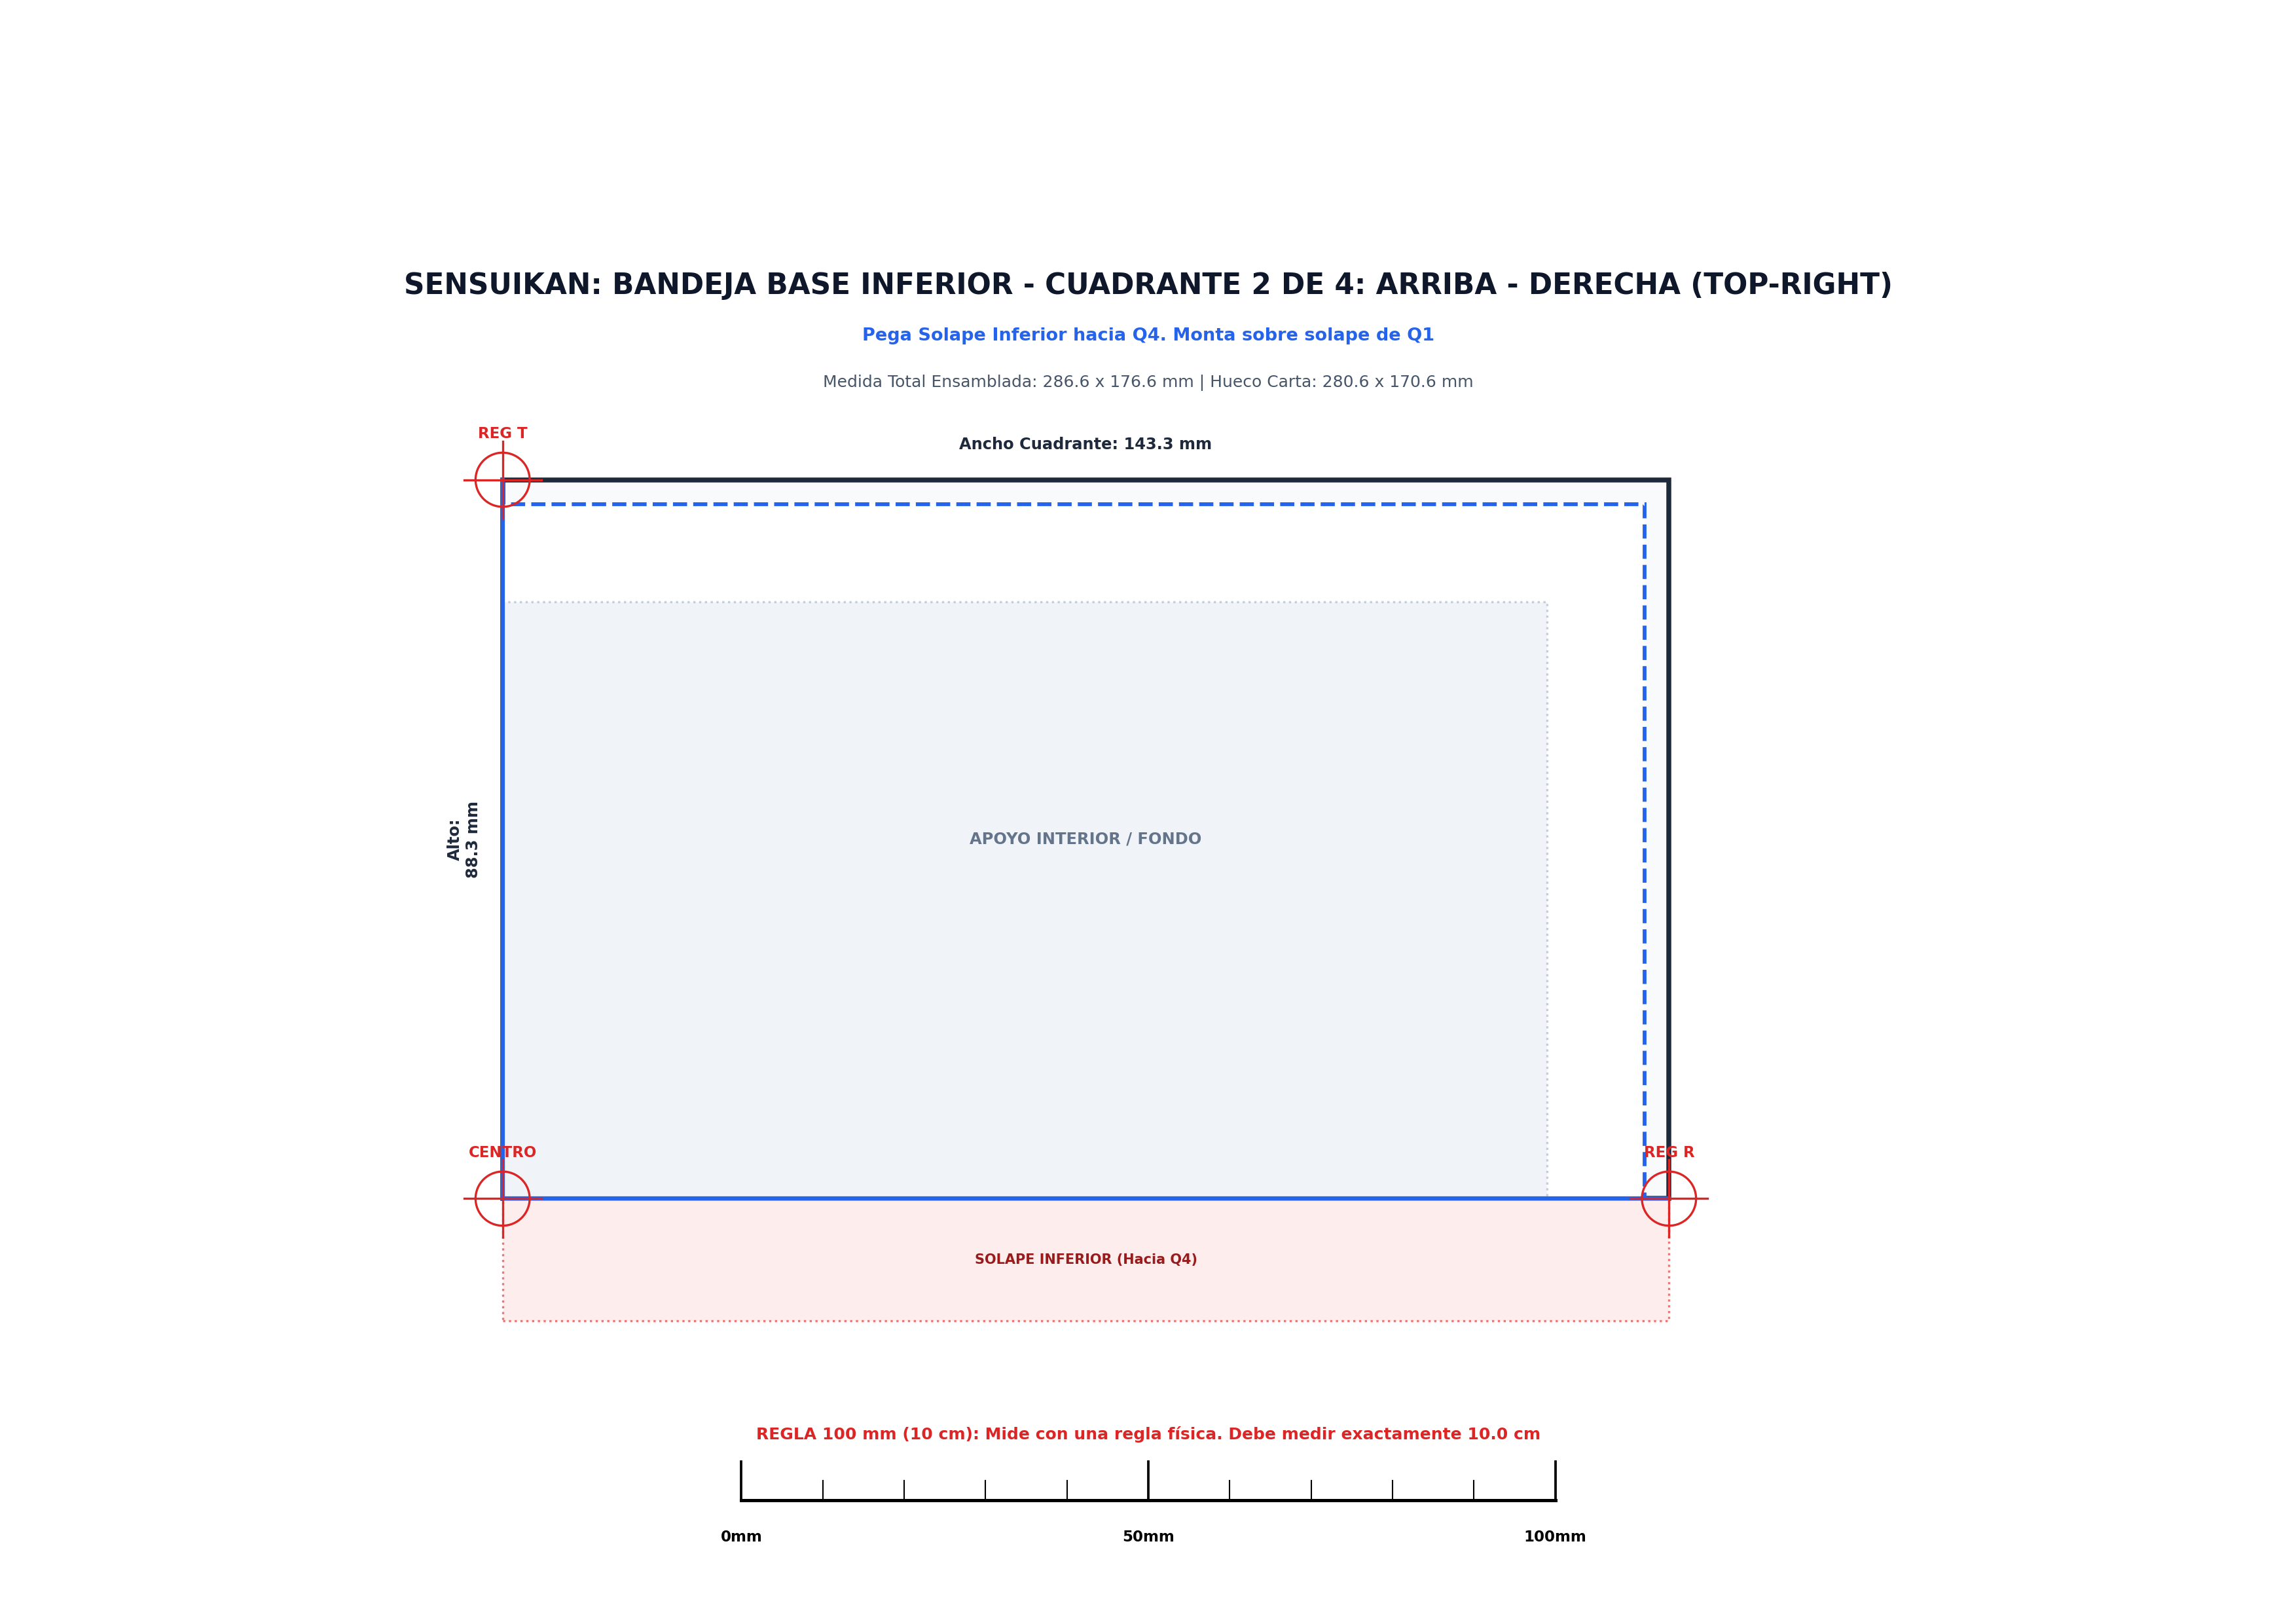 SENSUIKAN: BANDEJA BASE INFERIOR - CUADRANTE 2 DE 4: ARRIBA - DERECHA (TOP-RIGHT)
Pega Solape Inferior hacia Q4. Monta sobre solape de Q1
Medida Total Ensamblada: 286.6 x 176.6 mm | Hueco Carta: 280.6 x 170.6 mm
REG T
Ancho Cuadrante: 143.3 mm
Alto:
88.3 mm
APOYO INTERIOR / FONDO
CENTRO
REG R
SOLAPE INFERIOR (Hacia Q4)
REGLA 100 mm (10 cm): Mide con una regla física. Debe medir exactamente 10.0 cm
0mm
50mm
100mm